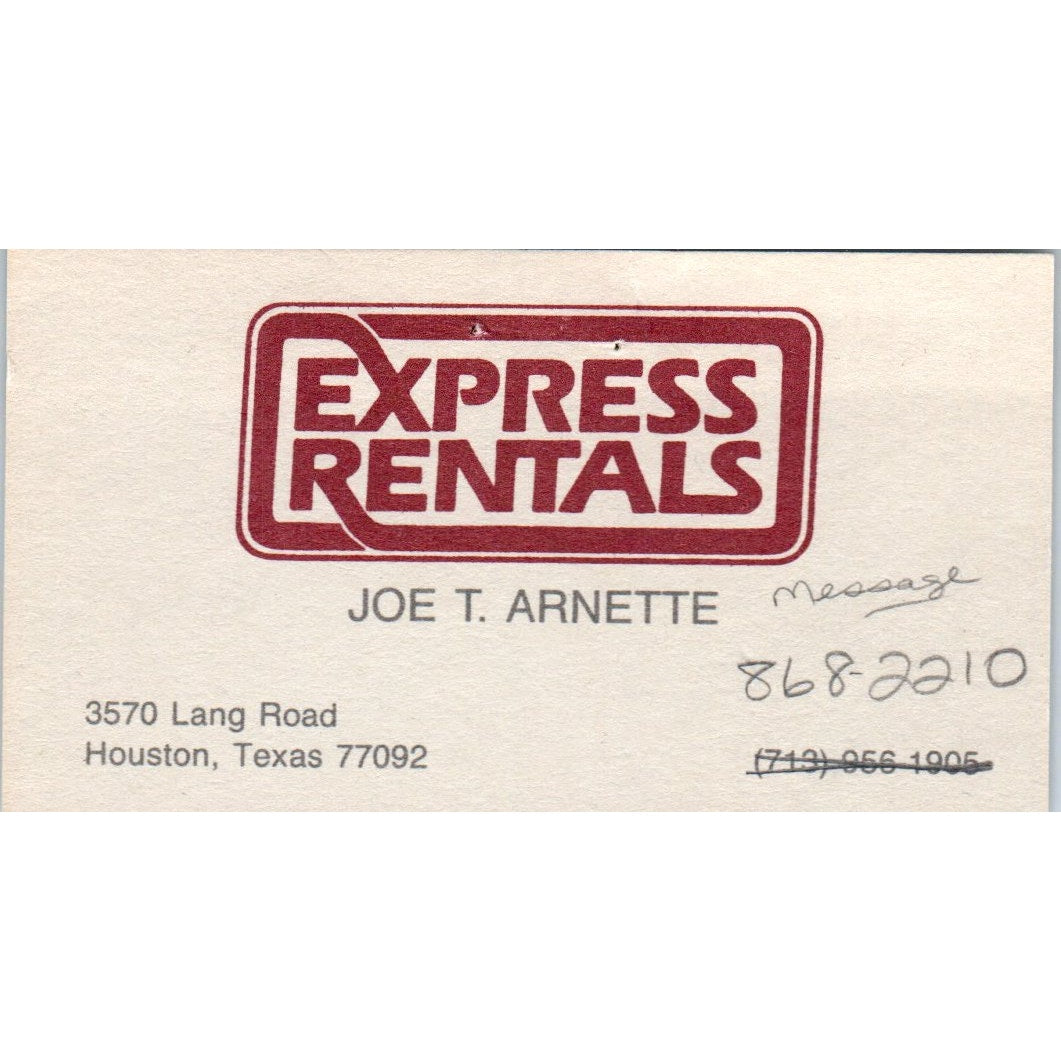 EXPRESS
RENTALS
JOE T. ARNETTE
message
868-2210
3570 Lang Road
Houston, Texas 77092
(713) 956-1905